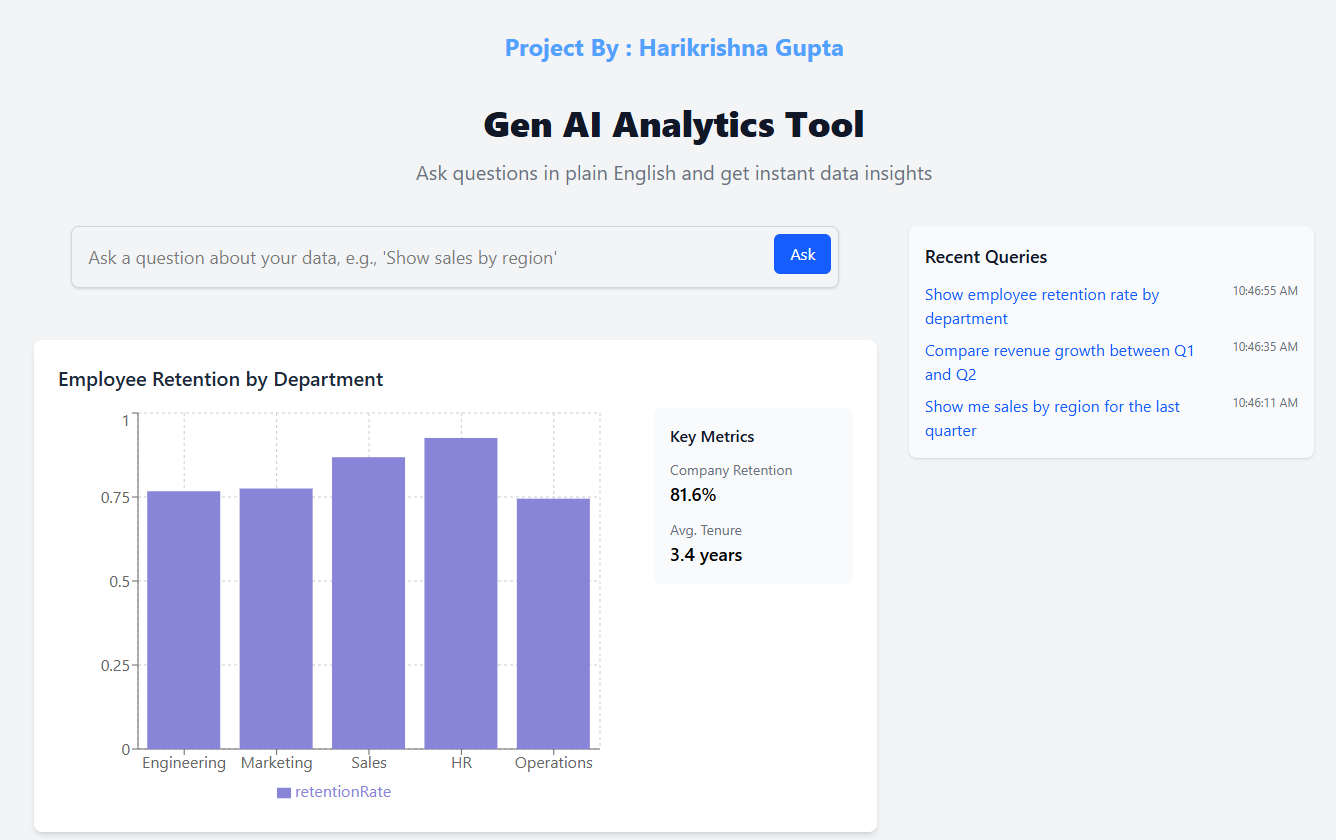 Project By : Harikrishna Gupta
Gen AI Analytics Tool
Ask questions in plain English and get instant data insights
Ask a question about your data, e.g., 'Show sales by region'
Ask
Recent Queries
Show employee retention rate by
department
10:46:55 AM
Compare revenue growth between Q1
and Q2
10:46:35 AM
Show me sales by region for the last
quarter
10:46:11 AM
Employee Retention by Department
1
0.75
0.5
0.25
0
Engineering Marketing Sales HR Operations
retentionRate
Key Metrics
Company Retention
81.6%
Avg. Tenure
3.4 years